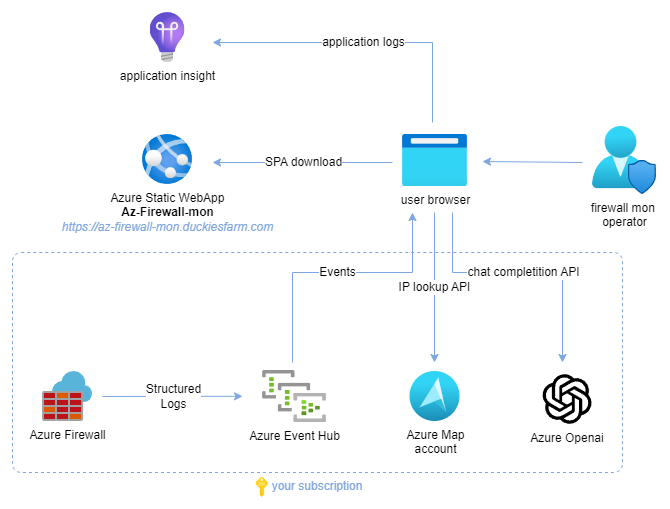 application logs
application insight
SPA download
Azure Static WebApp
Az-Firewall-mon
https://az-firewall-mon.duckiesfarm.com
user browser
firewall mon
operator
Events
chat completition API
IP lookup API
Structured
Logs
Azure Firewall
Azure Event Hub
Azure Map
account
Azure Openai
your subscription